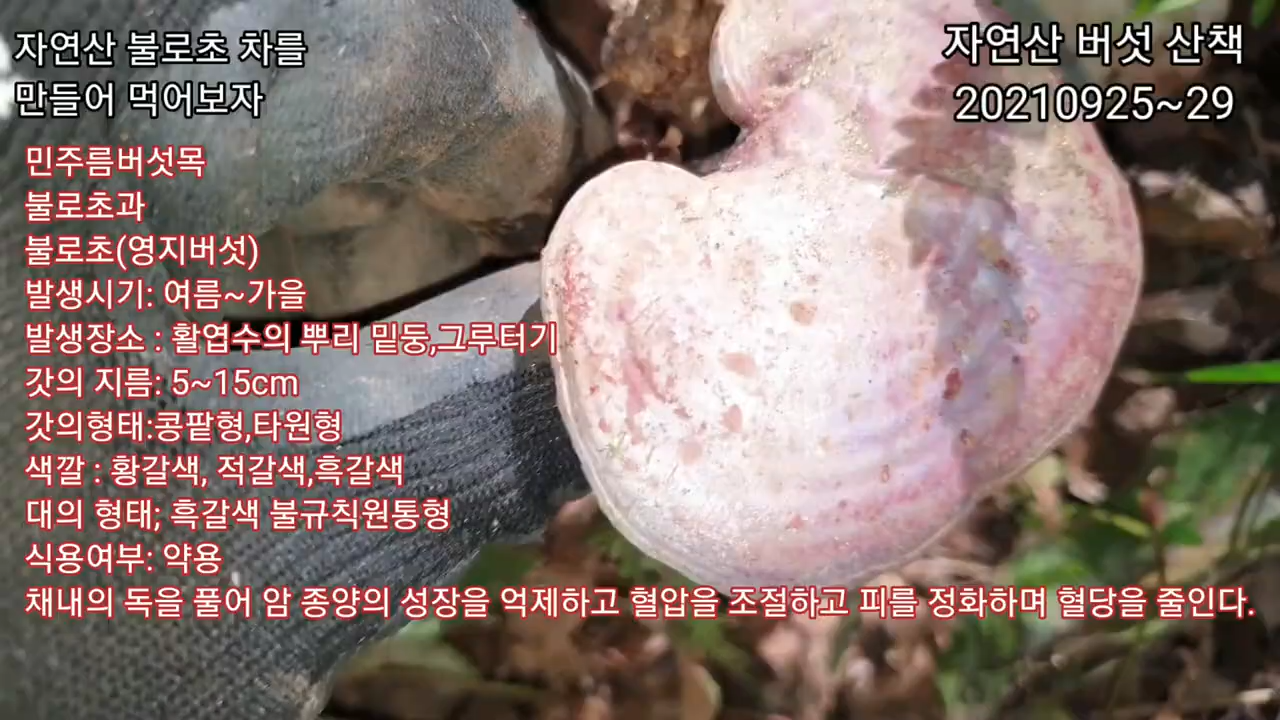 자연산 불로초 차를
만들어 먹어보자
자연산 버섯 산책
20210925~29
민주름버섯목
불로초과
불로초(영지버섯)
발생시기: 여름~가을
발생장소 : 활엽수의 뿌리 밑둥,그루터기
갓의 지름: 5~15cm
갓의형태:콩팥형,타원형
색깔 : 황갈색, 적갈색,흑갈색
대의 형태; 흑갈색 불규칙원통형
식용여부: 약용
채내의 독을 풀어 암 종양의 성장을 억제하고 혈압을 조절하고 피를 정화하며 혈당을 줄인다.